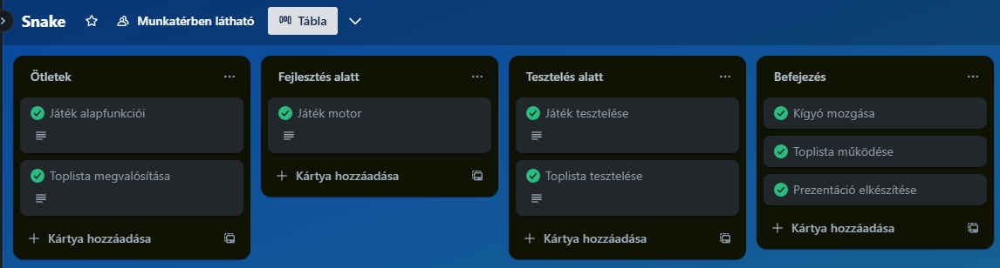 Snake
Munkatérben látható
Tábla
Ötletek
Játék alapfunkciói
Toplista megvalósítása
Kártya hozzáadása
Fejlesztés alatt
Játék motor
Kártya hozzáadása
Tesztelés alatt
Játék tesztelése
Toplista tesztelése
Kártya hozzáadása
Befejezés
Kígyó mozgása
Toplista működése
Prezentáció elkészítése
Kártya hozzáadása